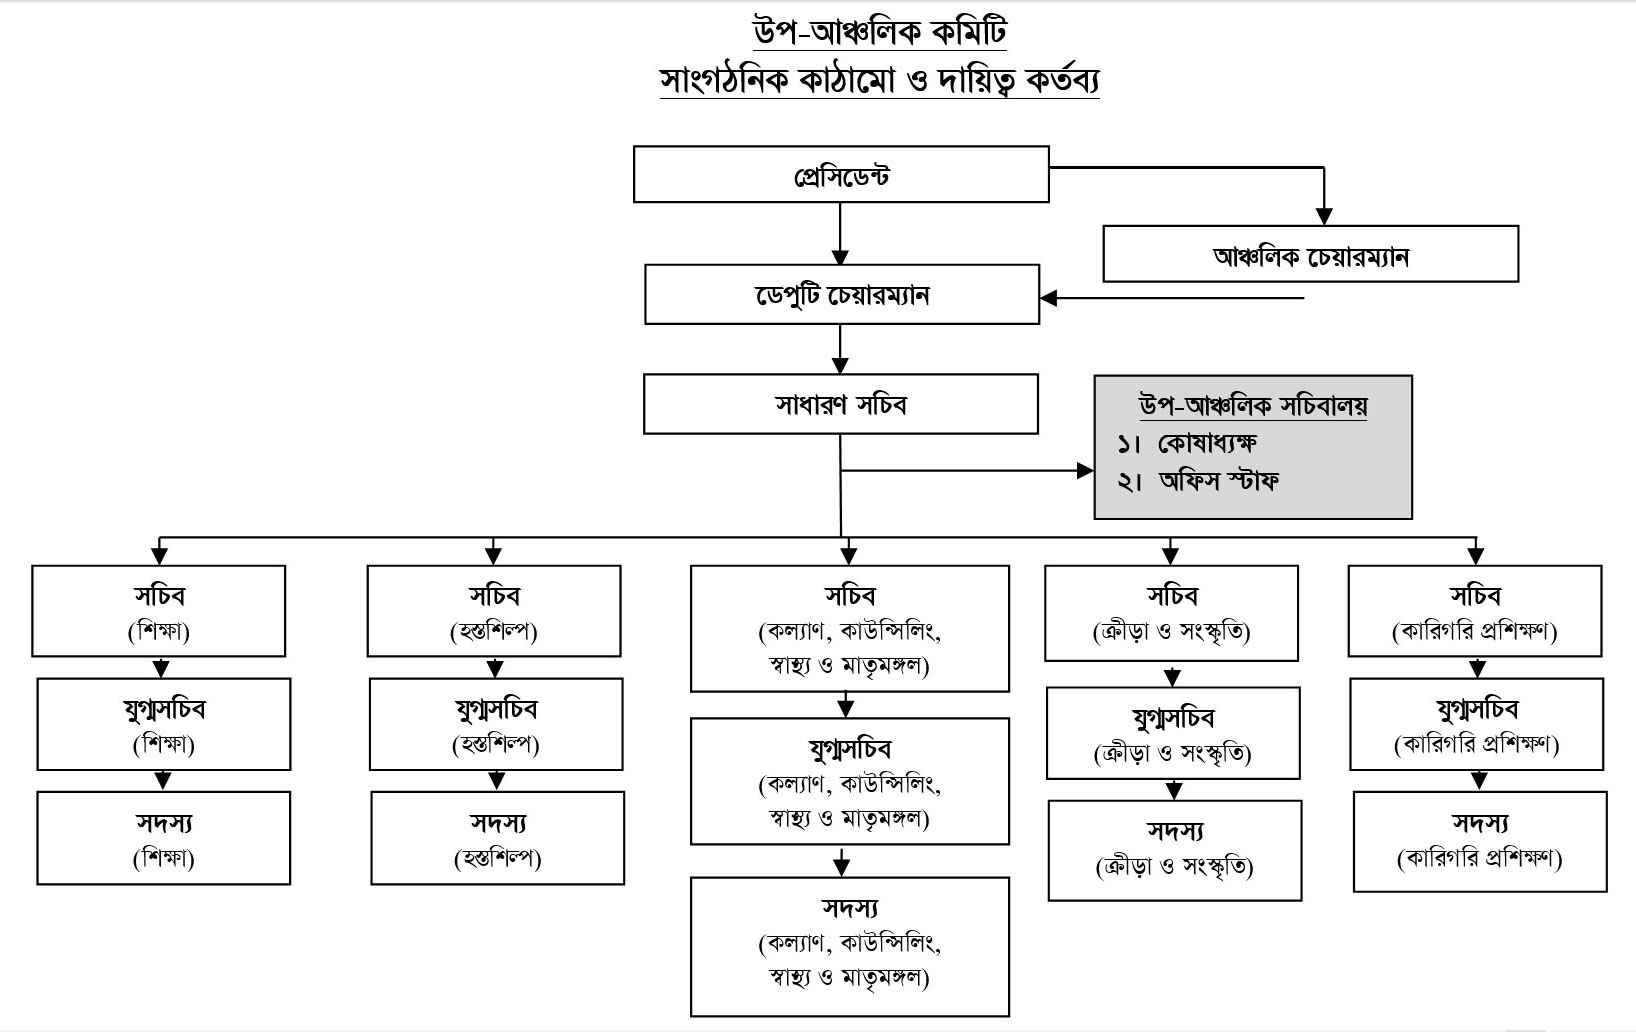 উপ-আঞ্চলিক কমিটি
সাংগঠনিক কাঠামো ও দায়িত্ব কর্তব্য
প্রেসিডেন্ট
আঞ্চলিক চেয়ারম্যান
ডেপুটি চেয়ারম্যান
সাধারণ সচিব
উপ-আঞ্চলিক সচিবালয়
১। কোষাধ্যক্ষ
২। অফিস স্টাফ
সচিব
(শিক্ষা)
যুগ্মসচিব
(শিক্ষা)
সদস্য
(শিক্ষা)
সচিব
(হস্তশিল্প)
যুগ্মসচিব
(হস্তশিল্প)
সদস্য
(হস্তশিল্প)
সচিব
(কল্যাণ, কাউন্সিলিং,
স্বাস্থ্য ও মাতৃমঙ্গল)
যুগ্মসচিব
(কল্যাণ, কাউন্সিলিং,
স্বাস্থ্য ও মাতৃমঙ্গল)
সদস্য
(কল্যাণ, কাউন্সিলিং,
স্বাস্থ্য ও মাতৃমঙ্গল)
সচিব
(ক্রীড়া ও সংস্কৃতি)
যুগ্মসচিব
(ক্রীড়া ও সংস্কৃতি)
সদস্য
(ক্রীড়া ও সংস্কৃতি)
সচিব
(কারিগরি প্রশিক্ষণ)
যুগ্মসচিব
(কারিগরি প্রশিক্ষণ)
সদস্য
(কারিগরি প্রশিক্ষণ)